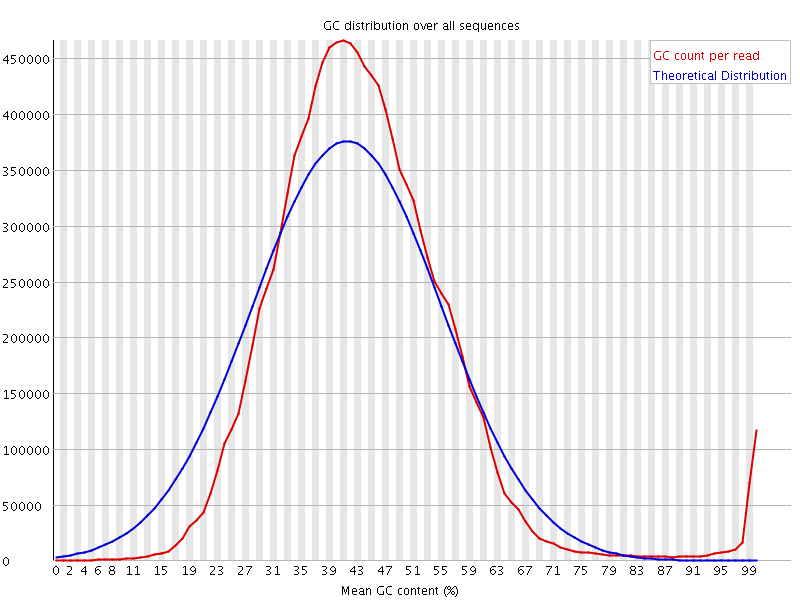 GC distribution over all sequences
GC count per read
Theoretical Distribution
450000
400000
350000
300000
250000
200000
150000
100000
50000
0
0 2 4 6 8 11 15 19 23 27 31 35 39 43 47 51 55 59 63 67 71 75 79 83 87 91 95 99
Mean GC content (%)